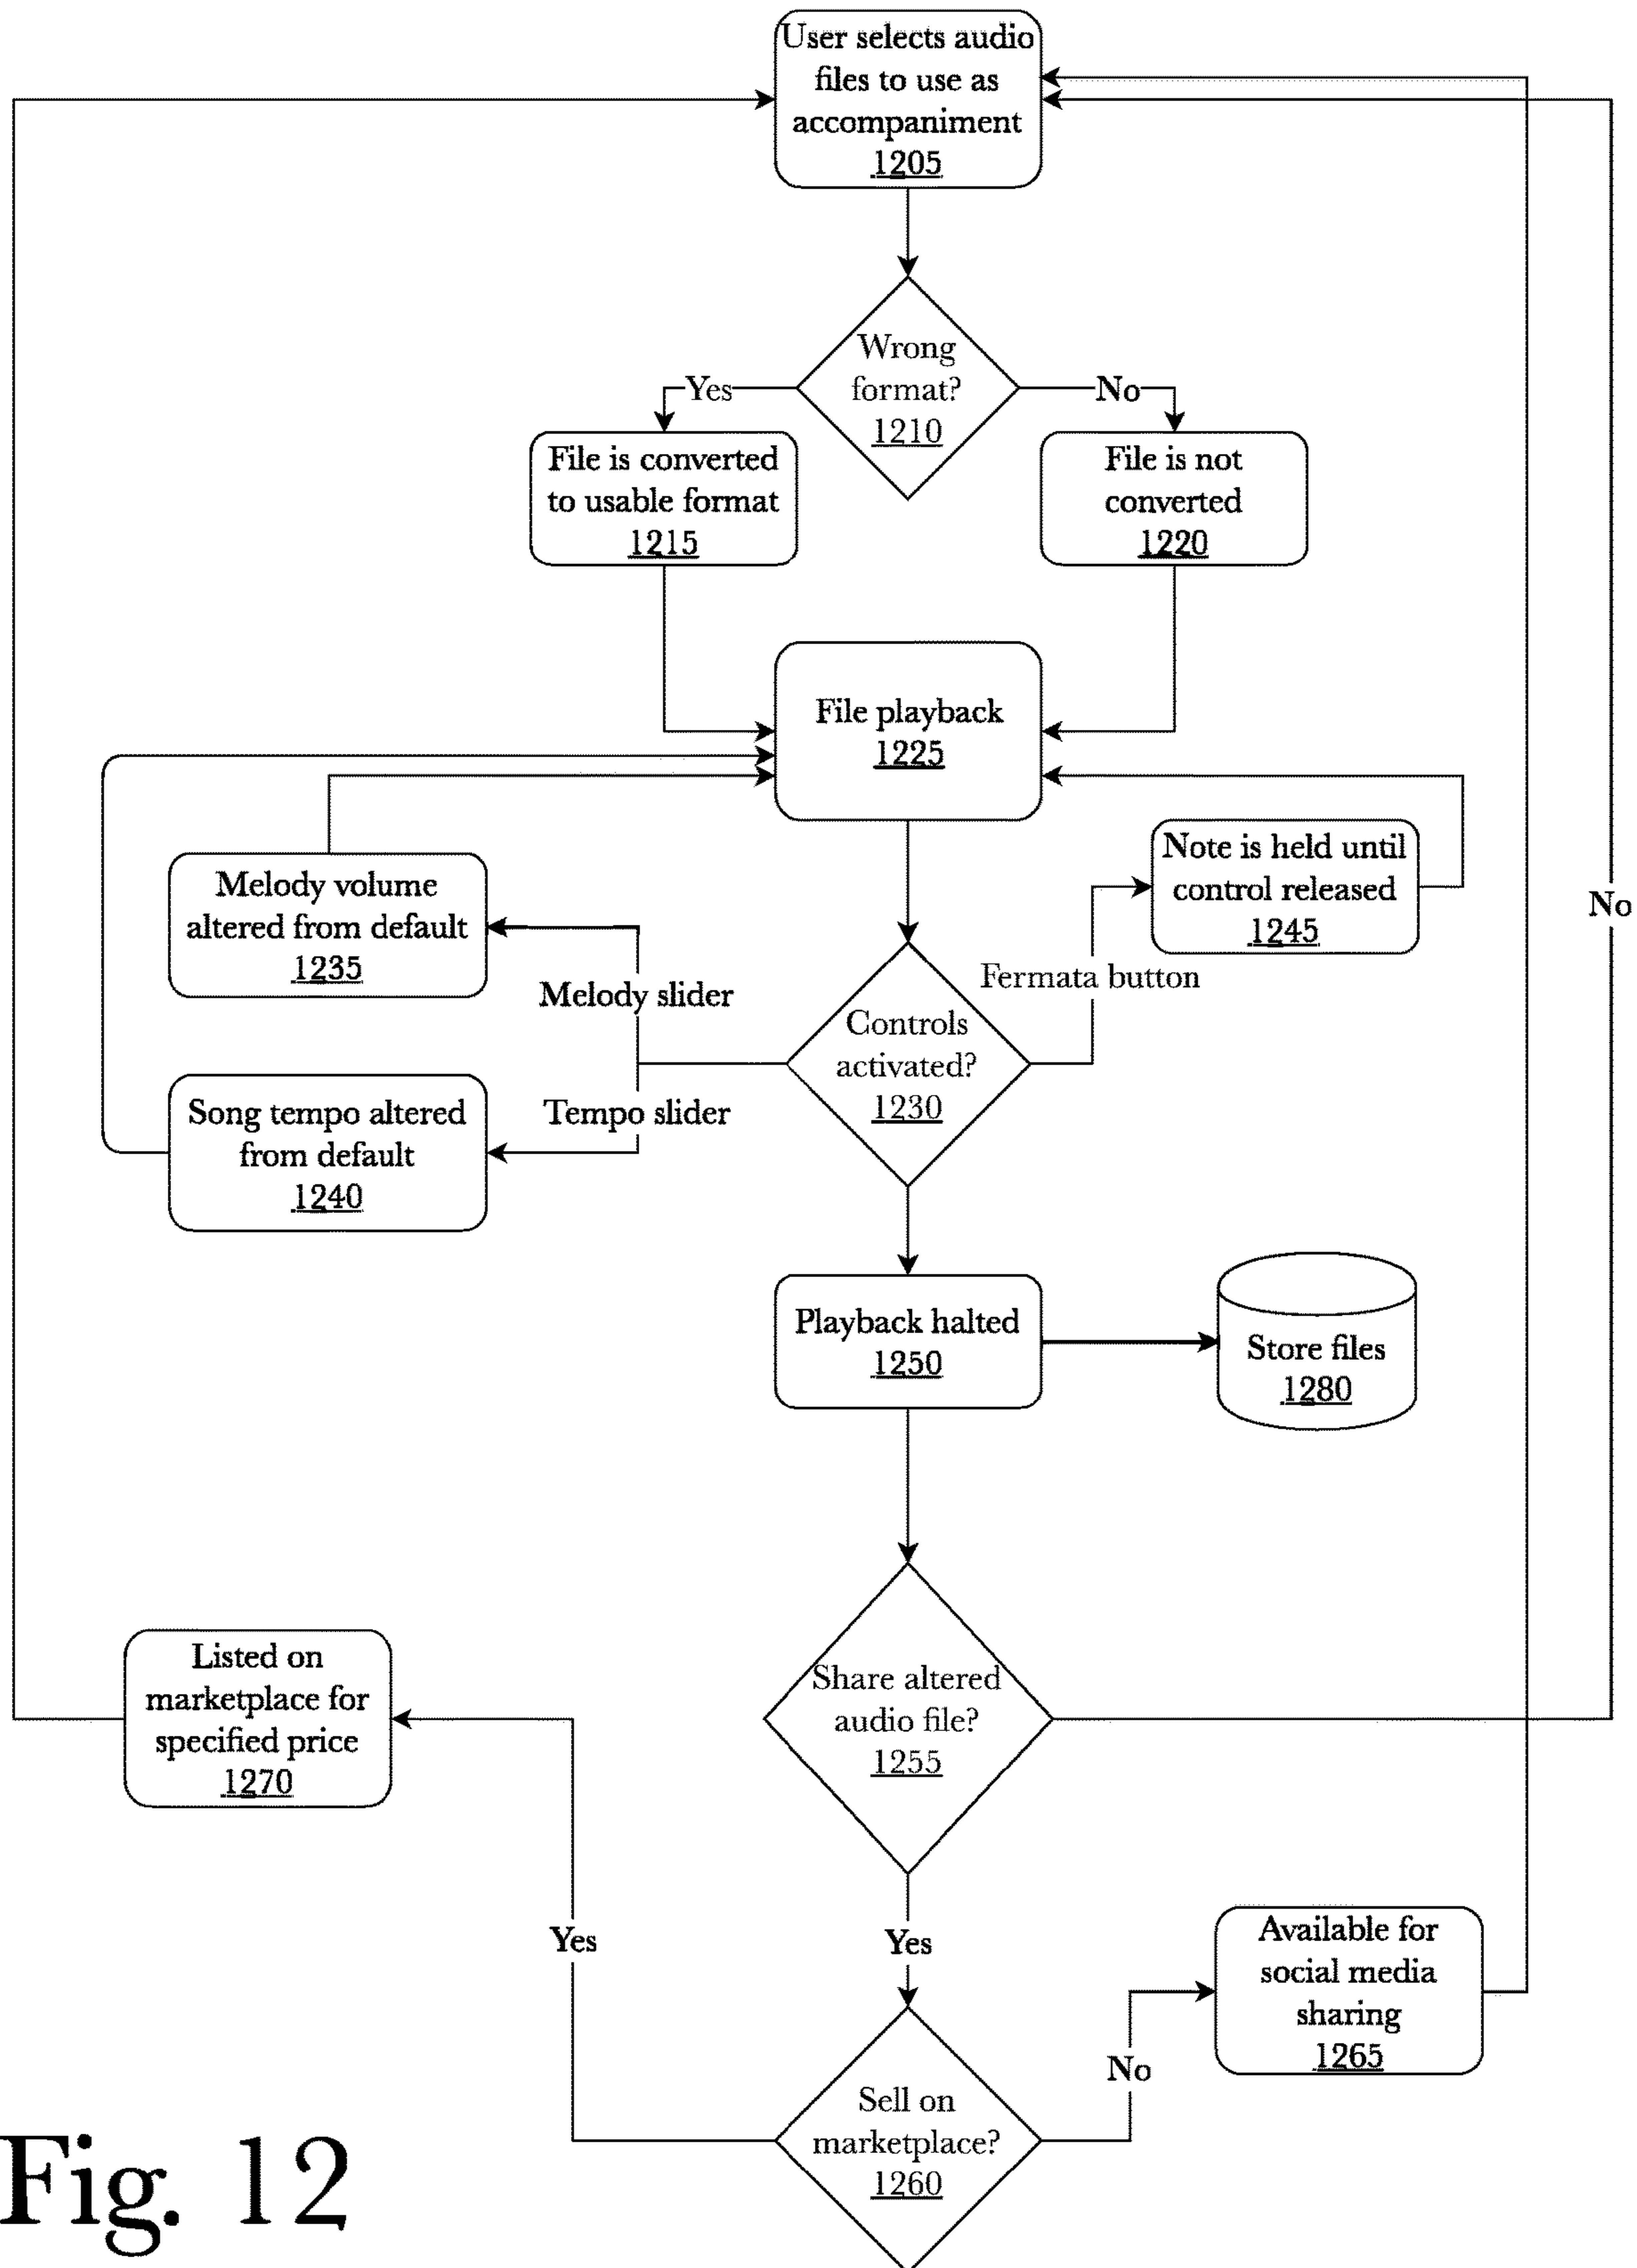 User selects audio
files to use as
accompaniment
1205
Wrong
format?
1210
Yes
No
File is converted
to usable format
1215
File is not
converted
1220
File playback
1225
Melody volume
altered from default
1235
Note is held until
control released
1245
No
Melody slider
Fermata button
Controls
activated?
1230
Song tempo altered
from default
1240
Tempo slider
Playback halted
1250
Store files
1280
Listed on
marketplace for
specified price
1270
Share altered
audio file?
1255
Yes
Yes
Available for
social media
sharing
1265
No
Sell on
marketplace?
1260
Fig. 12